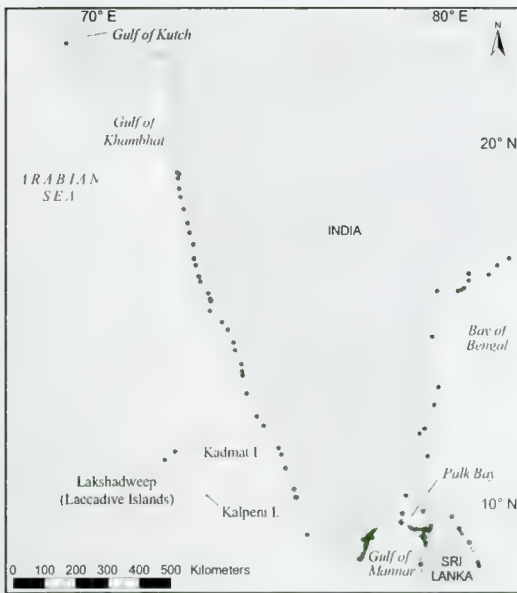 70° E
80° E
Gulf of Kutch
N
Gulf of
Khambhat
20° N
ARABIAN
SEA
INDIA
Bay of
Bengal
Kadmat I
Palk Bay
Lakshadweep
(Laccadive Islands)
Kalpeni I.
10° N
Gulf of
Mannar
SRI
LANKA
0 100 200 300 400 500 Kilometers